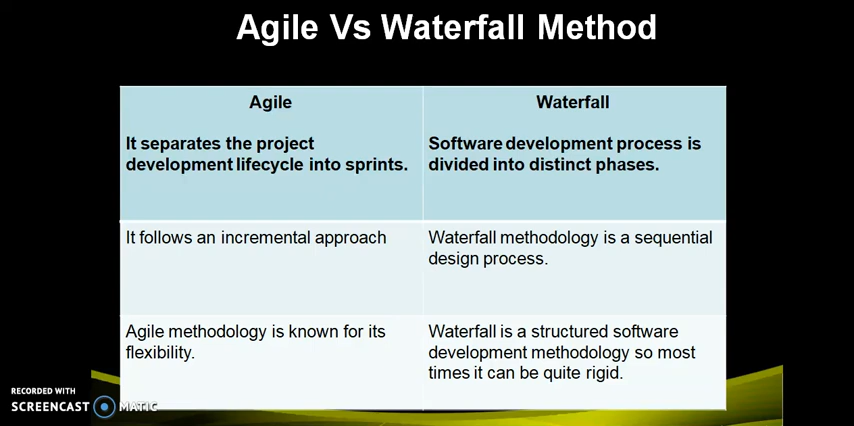 Agile Vs Waterfall Method
Agile
It separates the project
development lifecycle into sprints.
Waterfall
Software development process is
divided into distinct phases.
It follows an incremental approach
Waterfall methodology is a sequential
design process.
Agile methodology is known for its
flexibility.
Waterfall is a structured software
development methodology so most
times it can be quite rigid.
RECORDED WITH
SCREENCAST MATIC